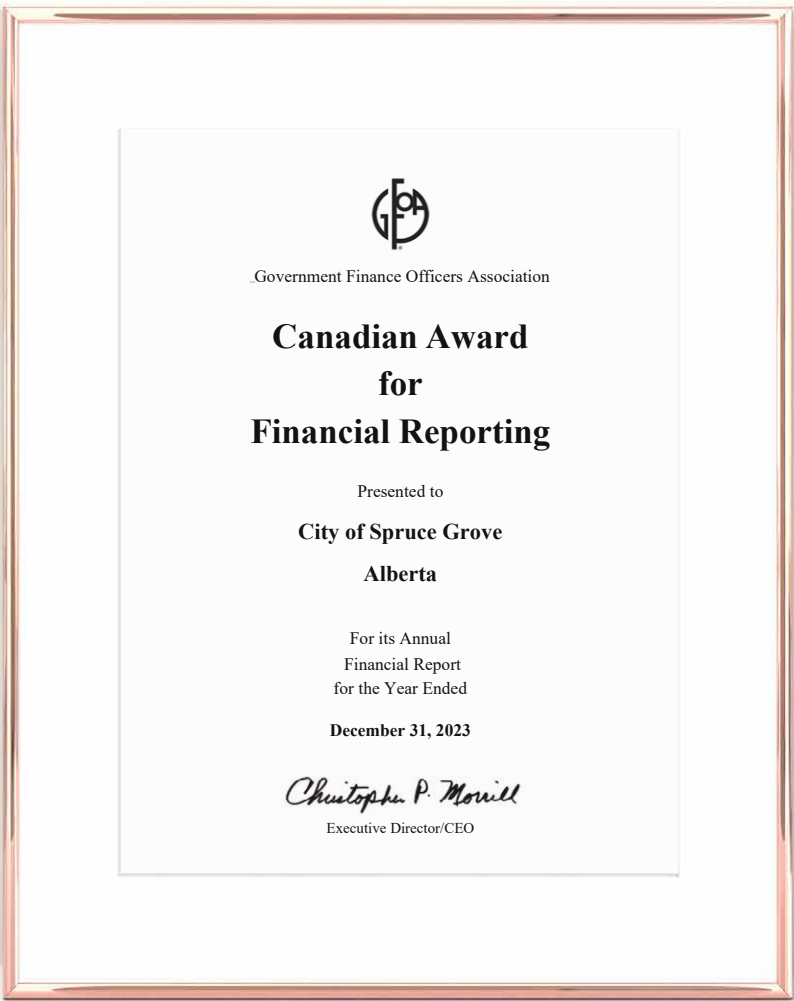 GFOA
Government Finance Officers Association
Canadian Award
for
Financial Reporting
Presented to
City of Spruce Grove
Alberta
For its Annual
Financial Report
for the Year Ended
December 31, 2023
Christopher P. Morrill
Executive Director/CEO